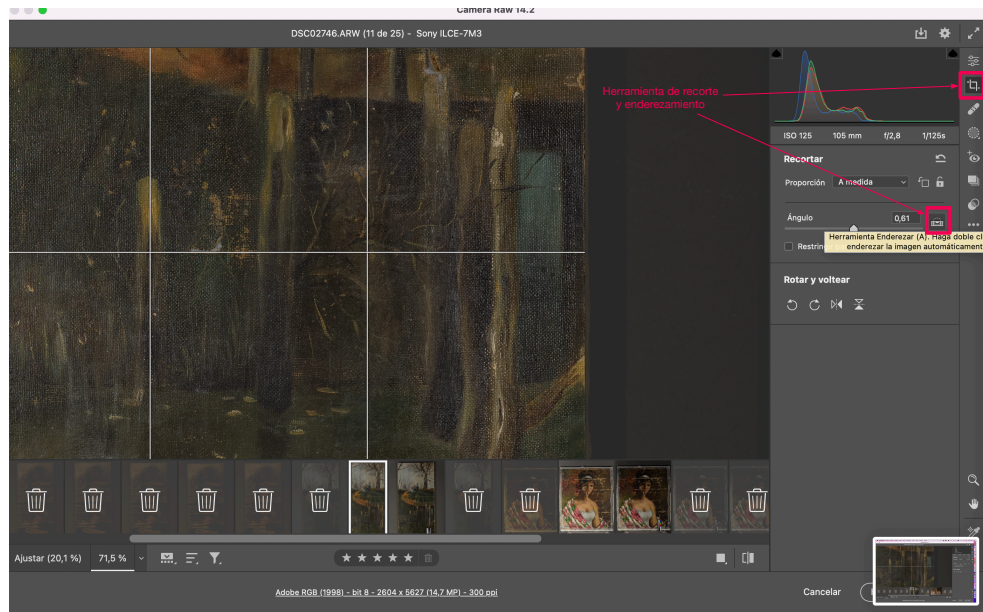 Camera Raw 14.2
DSC02746.ARW (11 de 25) - Sony ILCE-7M3
Herramienta de recorte
y enderezamiento
ISO 125 105 mm f/2,8 1/125s
Recortar
Proporción A medida
Ángulo 0,61
Herramienta Enderezar (A). Haga doble
enderezar la imagen
Rotar y voltear
Ajustar (20,1 %) 71,5 %
Adobe RGB (1998) - bit 8 - 2604 x 5627 (14,7 MP) - 300 ppi
Cancelar